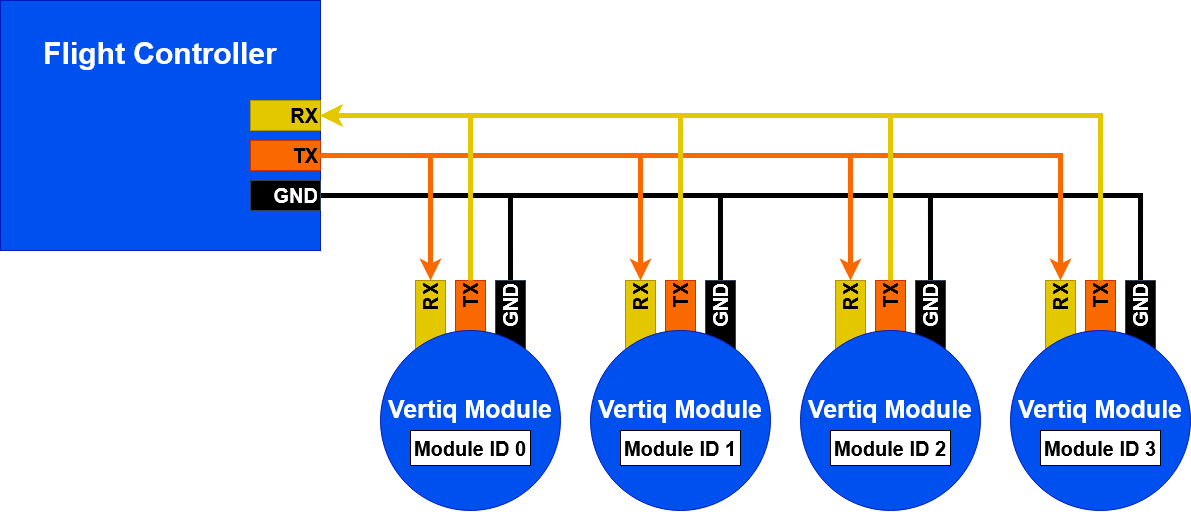 Flight Controller
RX
TX
GND
RX TX GND
RX TX GND
RX TX GND
RX TX GND
Vertiq Module
Module ID 0
Vertiq Module
Module ID 1
Vertiq Module
Module ID 2
Vertiq Module
Module ID 3